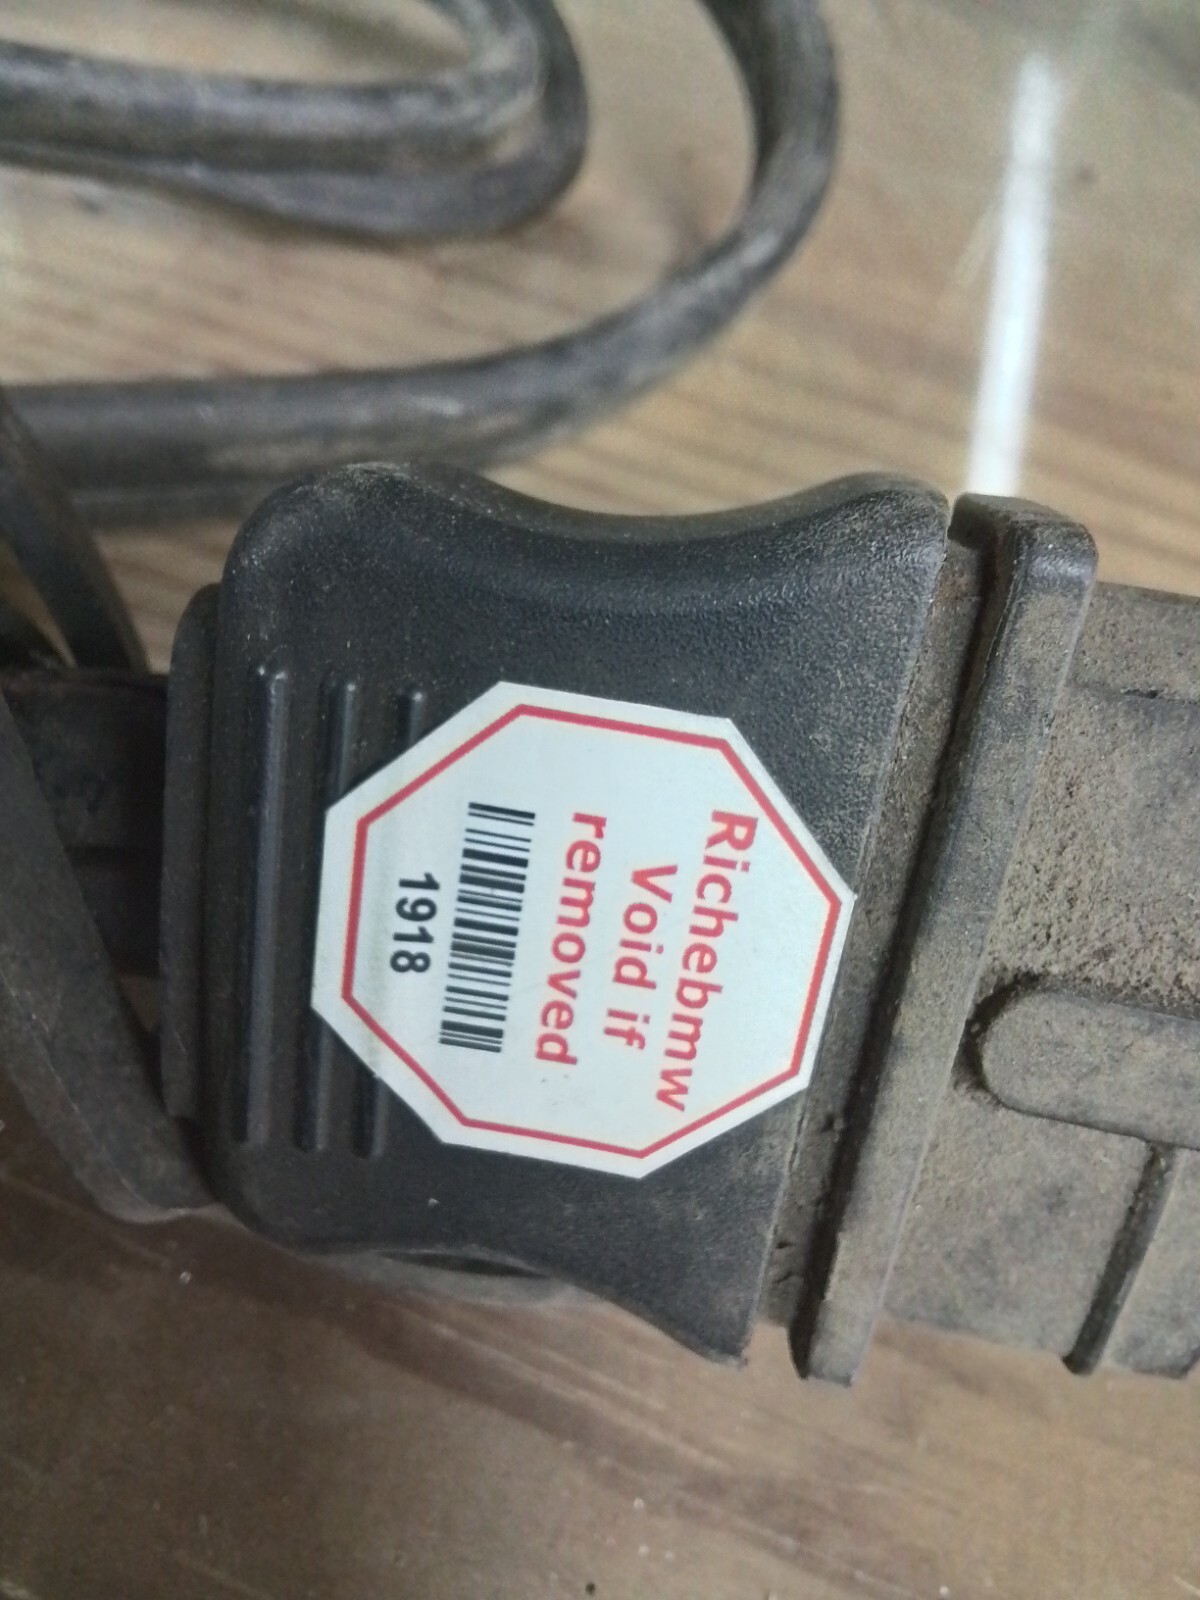 Richebmw
Void if
removed
1918